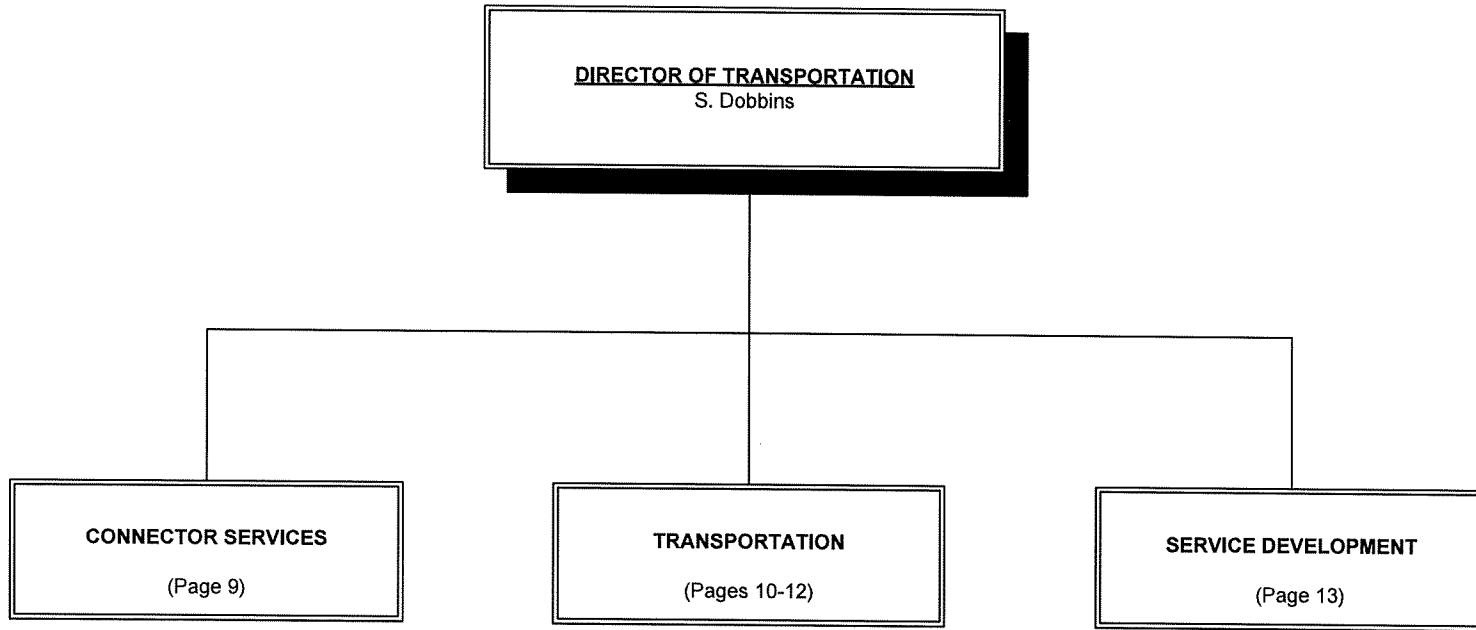 DIRECTOR OF TRANSPORTATION
S. Dobbins
CONNECTOR SERVICES
(Page 9)
TRANSPORTATION
(Pages 10-12)
SERVICE DEVELOPMENT
(Page 13)